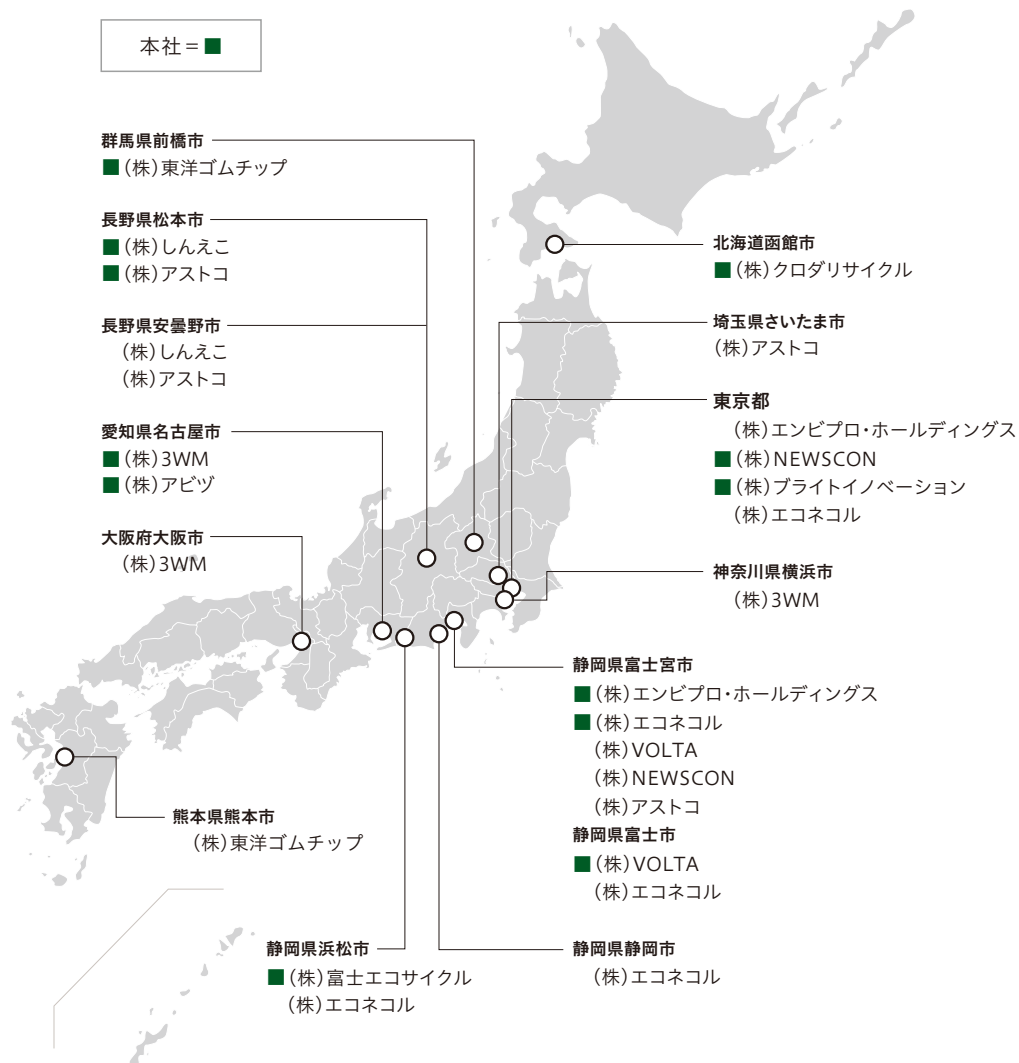 本社＝■
群馬県前橋市
■(株)東洋ゴムチップ
長野県松本市
■(株)しんえこ
■(株)アストコ
長野県安曇野市
(株)しんえこ
(株)アストコ
愛知県名古屋市
■(株)3WM
■(株)アビヅ
大阪府大阪市
(株)3WM
北海道函館市
■(株)クロダリサイクル
埼玉県さいたま市
(株)アストコ
東京都
(株)エンビプロ・ホールディングス
■(株)NEWSCON
■(株)ブライトイノベーション
(株)エコネコル
神奈川県横浜市
(株)3WM
静岡県富士宮市
■(株)エンビプロ・ホールディングス
■(株)エコネコル
(株)VOLTA
(株)NEWSCON
(株)アストコ
静岡県富士市
■(株)VOLTA
(株)エコネコル
熊本県熊本市
(株)東洋ゴムチップ
静岡県浜松市
■(株)富士エコサイクル
(株)エコネコル
静岡県静岡市
(株)エコネコル